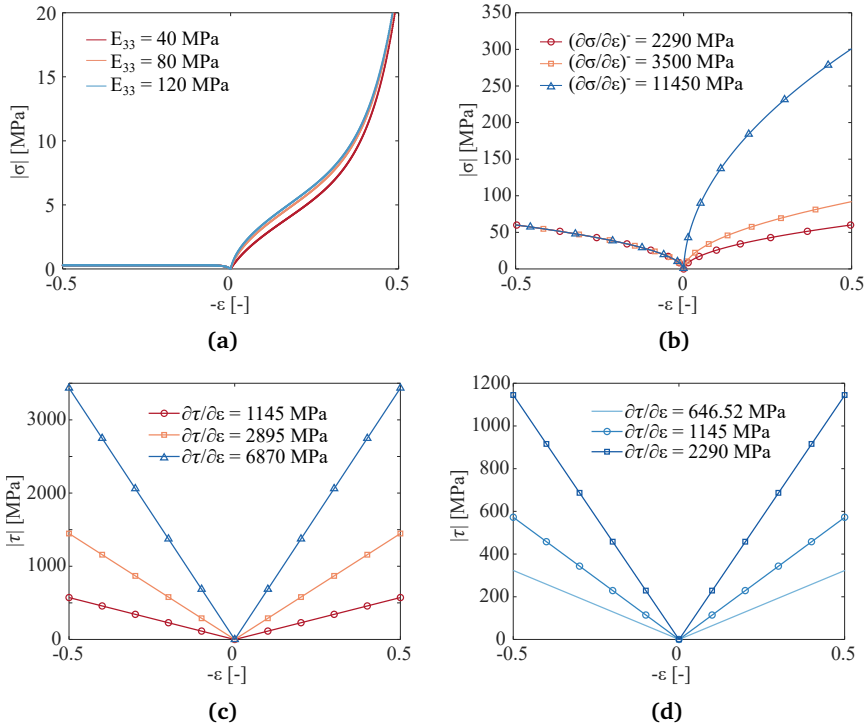 20
15
10
5
0
|σ| [MPa]
E33 = 40 MPa
E33 = 80 MPa
E33 = 120 MPa
-0.5
0
0.5
-ε [-]
(a)
350
300
250
200
150
100
50
0
|σ| [MPa]
(∂σ/∂ε)- = 2290 MPa
(∂σ/∂ε)- = 3500 MPa
(∂σ/∂ε)- = 11450 MPa
-0.5
0
0.5
-ε [-]
(b)
3000
2000
1000
0
|τ| [MPa]
∂τ/∂ε = 1145 MPa
∂τ/∂ε = 2895 MPa
∂τ/∂ε = 6870 MPa
-0.5
0
0.5
-ε [-]
(c)
1200
1000
800
600
400
200
0
|τ| [MPa]
∂τ/∂ε = 646.52 MPa
∂τ/∂ε = 1145 MPa
∂τ/∂ε = 2290 MPa
-0.5
0
0.5
-ε [-]
(d)